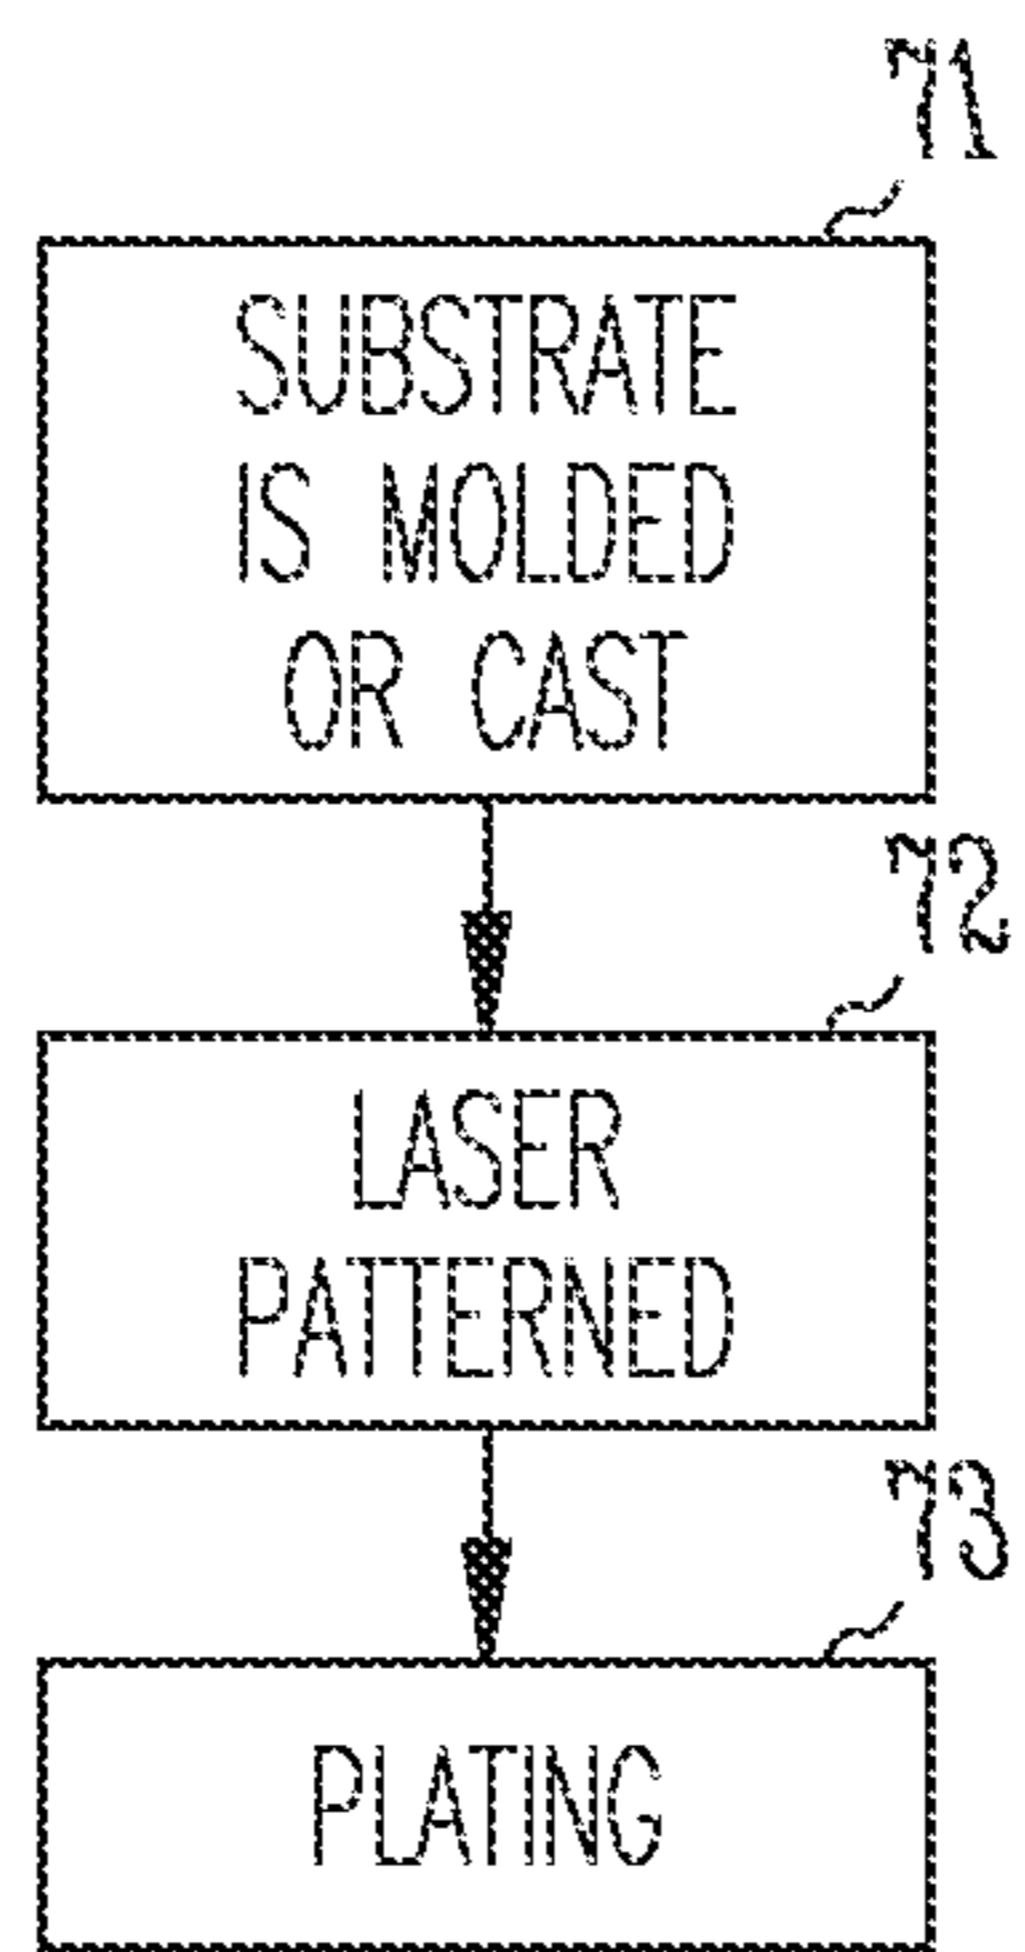 71
SUBSTRATE
IS MOLDED
OR CAST
72
LASER
PATTERNED
73
PLATING